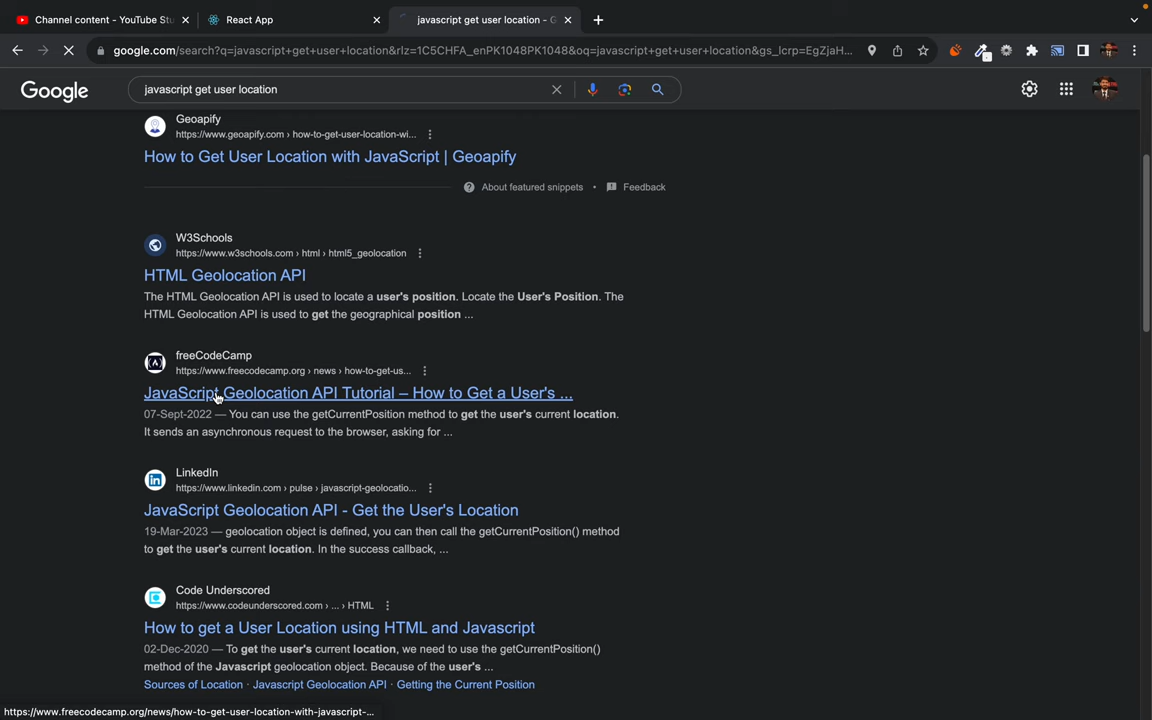 Channel content - YouTube Stu
React App
javascript get user location - G
google.com/search?q=javascript+get+user+location&rlz=1C5CHFA_enPK1048PK1048&oq=javascript+get+user+location&gs_lcrp=EgZjaH...
Google
javascript get user location
Geoapify
https://www.geoapify.com › how-to-get-user-location-wi...
How to Get User Location with JavaScript | Geoapify
About featured snippets • Feedback
W3Schools
https://www.w3schools.com › html › html5_geolocation
HTML Geolocation API
The HTML Geolocation API is used to locate a user's position. Locate the User's Position. The
HTML Geolocation API is used to get the geographical position ...
freeCodeCamp
https://www.freecodecamp.org › news › how-to-get-us...
JavaScript Geolocation API Tutorial – How to Get a User's ...
07-Sept-2022 — You can use the getCurrentPosition method to get the user's current location.
It sends an asynchronous request to the browser, asking for ...
LinkedIn
https://www.linkedin.com › pulse › javascript-geolocatio...
JavaScript Geolocation API - Get the User's Location
19-Mar-2023 — geolocation object is defined, you can then call the getCurrentPosition() method
to get the user's current location. In the success callback, ...
Code Underscored
https://www.codeunderscored.com › ... › HTML
How to get a User Location using HTML and Javascript
02-Dec-2020 — To get the user's current location, we need to use the getCurrentPosition()
method of the Javascript geolocation object. Because of the user's ...
Sources of Location · Javascript Geolocation API · Getting the Current Position
https://www.freecodecamp.org/news/how-to-get-user-location-with-javascript-...